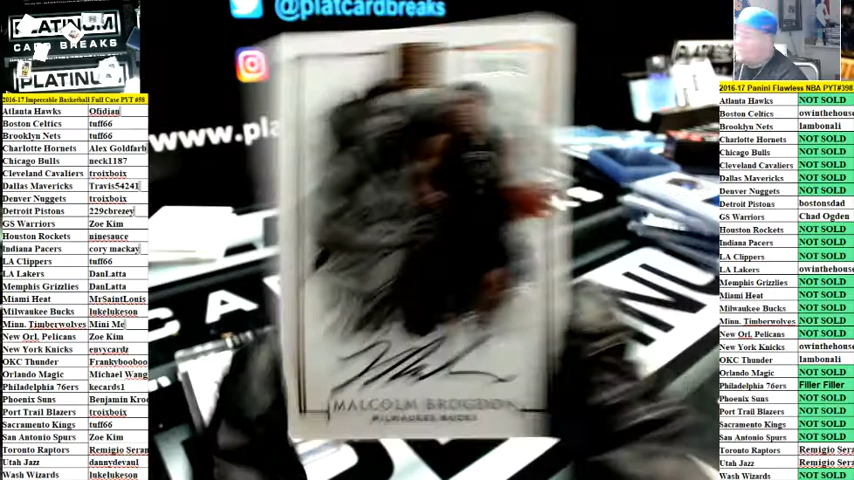 PLATINUM
CARD BREAKS
PLATINUM
@platcardbreaks
www.pla
MALCOLM BROGDON
MILWAUKEE BUCKS
2016-17 Impeccable Basketball Full Case PYT #88
Atlanta Hawks Ofidian
Boston Celtics tuff66
Brooklyn Nets tuff66
Charlotte Hornets Alex Goldfarb
Chicago Bulls neck1187
Cleveland Cavaliers troixboix
Dallas Mavericks Travis54241
Denver Nuggets troixboix
Detroit Pistons 229cbrezey
GS Warriors Zoe Kim
Houston Rockets ninesauce
Indiana Pacers cory mackay
LA Clippers tuff66
LA Lakers DanLatta
Memphis Grizzlies DanLatta
Miami Heat MrSaintLouis
Milwaukee Bucks lukelukeson
Minn. Timberwolves Mini Me
New Orl. Pelicans Zoe Kim
New York Knicks envycardz
OKC Thunder Frankybooboo
Orlando Magic Michael Wang
Philadelphia 76ers kecards1
Phoenix Suns Benjamin Kroo
Port Trail Blazers troixboix
Sacramento Kings tuff66
San Antonio Spurs Zoe Kim
Toronto Raptors Remigio Seran
Utah Jazz dannydevaul
Wash Wizards lukelukeson
2016-17 Panini Flawless NBA PYT#398
Atlanta Hawks NOT SOLD
Boston Celtics owinthehouse
Brooklyn Nets lambonali
Charlotte Hornets NOT SOLD
Chicago Bulls NOT SOLD
Cleveland Cavaliers NOT SOLD
Dallas Mavericks NOT SOLD
Denver Nuggets NOT SOLD
Detroit Pistons bostonsdad
GS Warriors Chad Ogden
Houston Rockets NOT SOLD
Indiana Pacers NOT SOLD
LA Clippers NOT SOLD
LA Lakers owinthehouse
Memphis Grizzlies NOT SOLD
Miami Heat NOT SOLD
Milwaukee Bucks NOT SOLD
Minn. Timberwolves NOT SOLD
New Orl. Pelicans NOT SOLD
New York Knicks owinthehouse
OKC Thunder lambonali
Orlando Magic NOT SOLD
Philadelphia 76ers Filler Filler
Phoenix Suns NOT SOLD
Port Trail Blazers NOT SOLD
Sacramento Kings NOT SOLD
San Antonio Spurs NOT SOLD
Toronto Raptors Remigio Sera
Utah Jazz Remigio Sera
Wash Wizards NOT SOLD